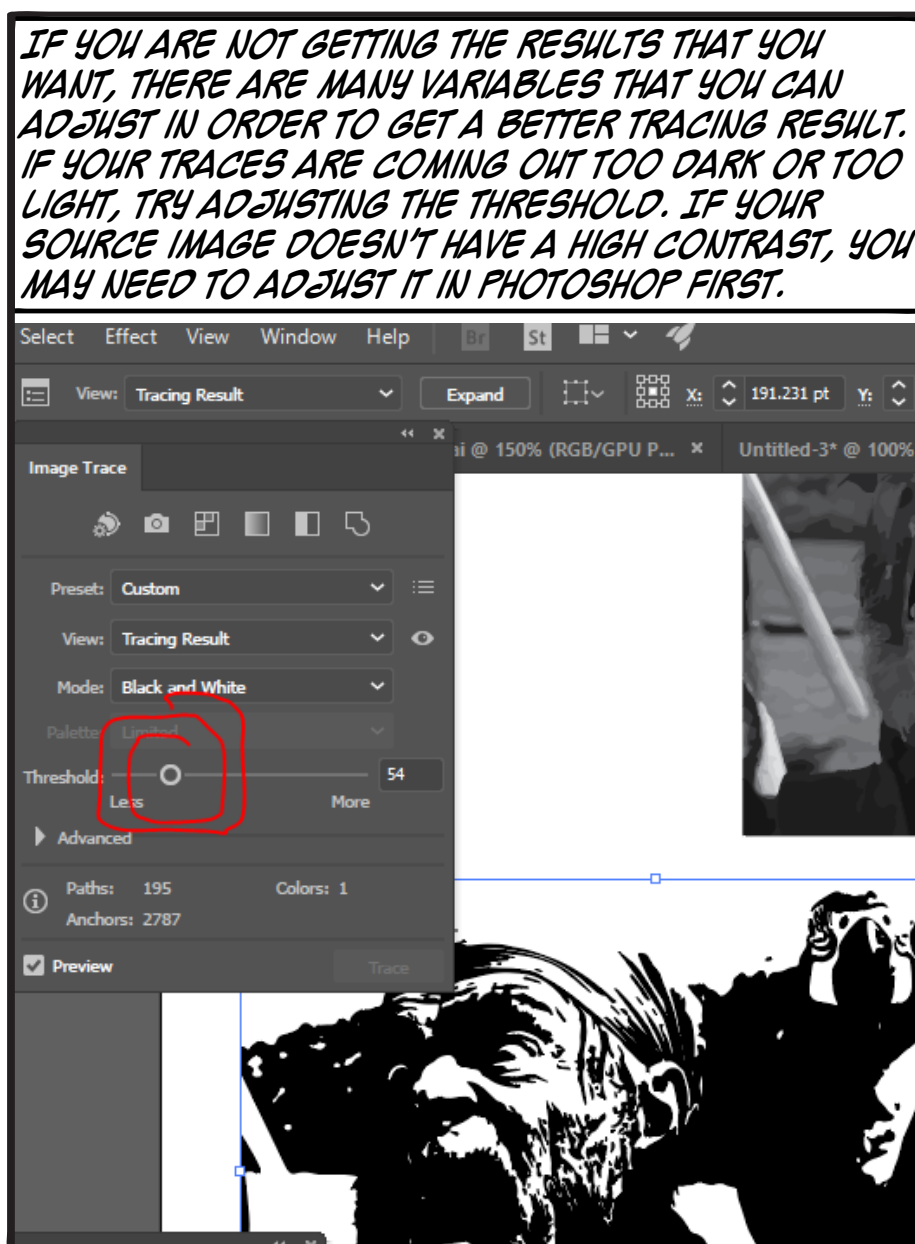 IF YOU ARE NOT GETTING THE RESULTS THAT YOU
WANT, THERE ARE MANY VARIABLES THAT YOU CAN
ADJUST IN ORDER TO GET A BETTER TRACING RESULT.
IF YOUR TRACES ARE COMING OUT TOO DARK OR TOO
LIGHT, TRY ADJUSTING THE THRESHOLD. IF YOUR
SOURCE IMAGE DOESN'T HAVE A HIGH CONTRAST, YOU
MAY NEED TO ADJUST IT IN PHOTOSHOP FIRST.
Select Effect View Window Help Br St
View: Tracing Result Expand X: 191.231 pt Y:
ai @ 150% (RGB/GPU P... × Untitled-3* @ 100%
Image Trace
Preset: Custom
View: Tracing Result
Mode: Black and White
Palette: Limited
Threshold: 54
Less More
Advanced
Paths: 195 Colors: 1
Anchors: 2787
Preview Trace